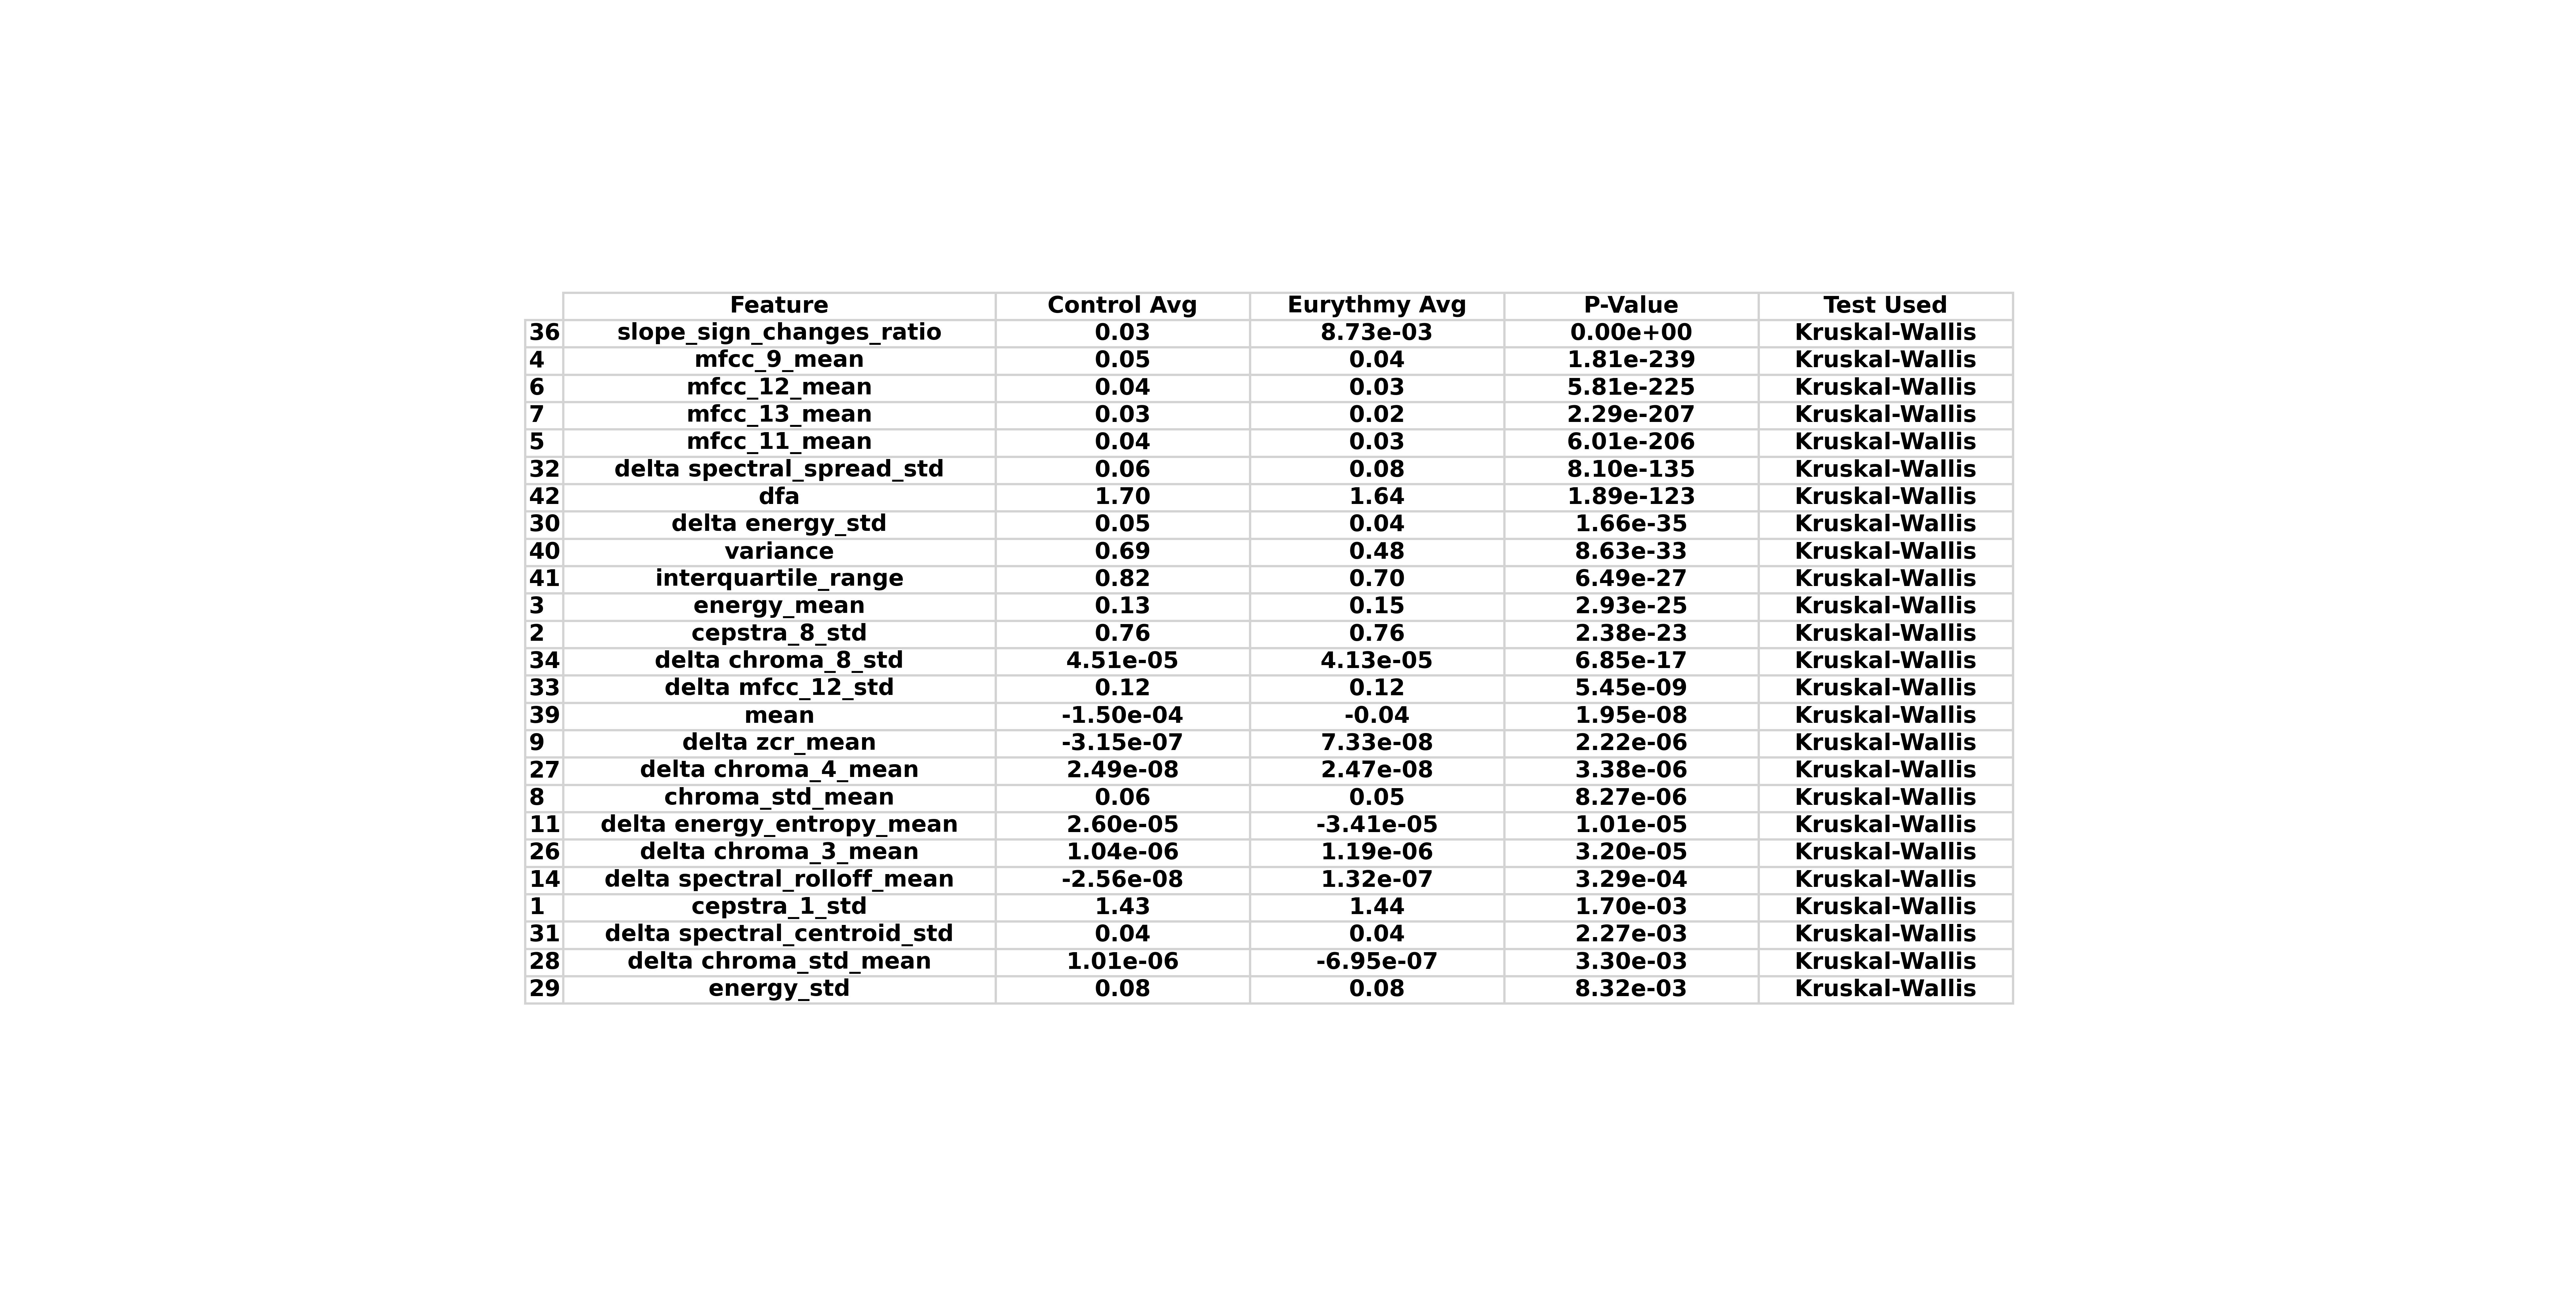 Feature Control Avg Eurythmy Avg P-Value Test Used
36 slope_sign_changes_ratio 0.03 8.73e-03 0.00e+00 Kruskal-Wallis
4 mfcc_9_mean 0.05 0.04 1.81e-239 Kruskal-Wallis
6 mfcc_12_mean 0.04 0.03 5.81e-225 Kruskal-Wallis
7 mfcc_13_mean 0.03 0.02 2.29e-207 Kruskal-Wallis
5 mfcc_11_mean 0.04 0.03 6.01e-206 Kruskal-Wallis
32 delta spectral_spread_std 0.06 0.08 8.10e-135 Kruskal-Wallis
42 dfa 1.70 1.64 1.89e-123 Kruskal-Wallis
30 delta energy_std 0.05 0.04 1.66e-35 Kruskal-Wallis
40 variance 0.69 0.48 8.63e-33 Kruskal-Wallis
41 interquartile_range 0.82 0.70 6.49e-27 Kruskal-Wallis
3 energy_mean 0.13 0.15 2.93e-25 Kruskal-Wallis
2 cepstra_8_std 0.76 0.76 2.38e-23 Kruskal-Wallis
34 delta chroma_8_std 4.51e-05 4.13e-05 6.85e-17 Kruskal-Wallis
33 delta mfcc_12_std 0.12 0.12 5.45e-09 Kruskal-Wallis
39 mean -1.50e-04 -0.04 1.95e-08 Kruskal-Wallis
9 delta zcr_mean -3.15e-07 7.33e-08 2.22e-06 Kruskal-Wallis
27 delta chroma_4_mean 2.49e-08 2.47e-08 3.38e-06 Kruskal-Wallis
8 chroma_std_mean 0.06 0.05 8.27e-06 Kruskal-Wallis
11 delta energy_entropy_mean 2.60e-05 -3.41e-05 1.01e-05 Kruskal-Wallis
26 delta chroma_3_mean 1.04e-06 1.19e-06 3.20e-05 Kruskal-Wallis
14 delta spectral_rolloff_mean -2.56e-08 1.32e-07 3.29e-04 Kruskal-Wallis
1 cepstra_1_std 1.43 1.44 1.70e-03 Kruskal-Wallis
31 delta spectral_centroid_std 0.04 0.04 2.27e-03 Kruskal-Wallis
28 delta chroma_std_mean 1.01e-06 -6.95e-07 3.30e-03 Kruskal-Wallis
29 energy_std 0.08 0.08 8.32e-03 Kruskal-Wallis